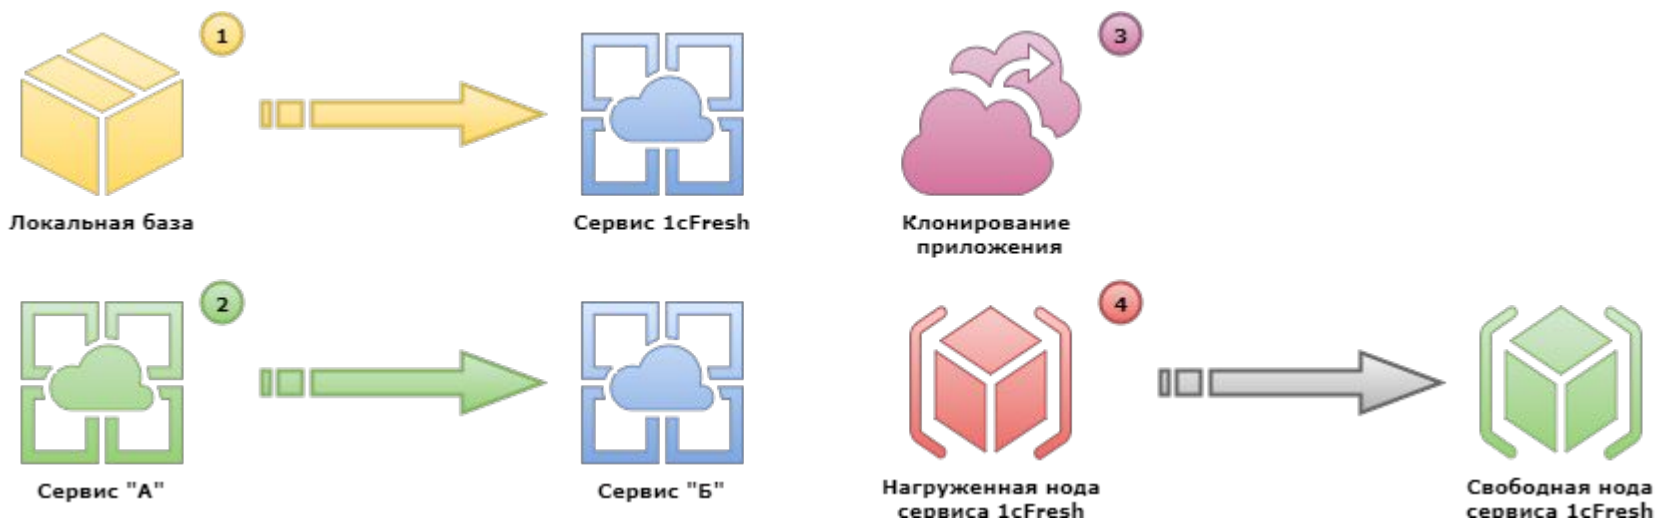 1
3
Локальная база
Сервис 1cFresh
Клонирование
приложения
2
4
Сервис "А"
Сервис "Б"
Нагруженная нода
сервиса 1cFresh
Свободная нода
сервиса 1cFresh